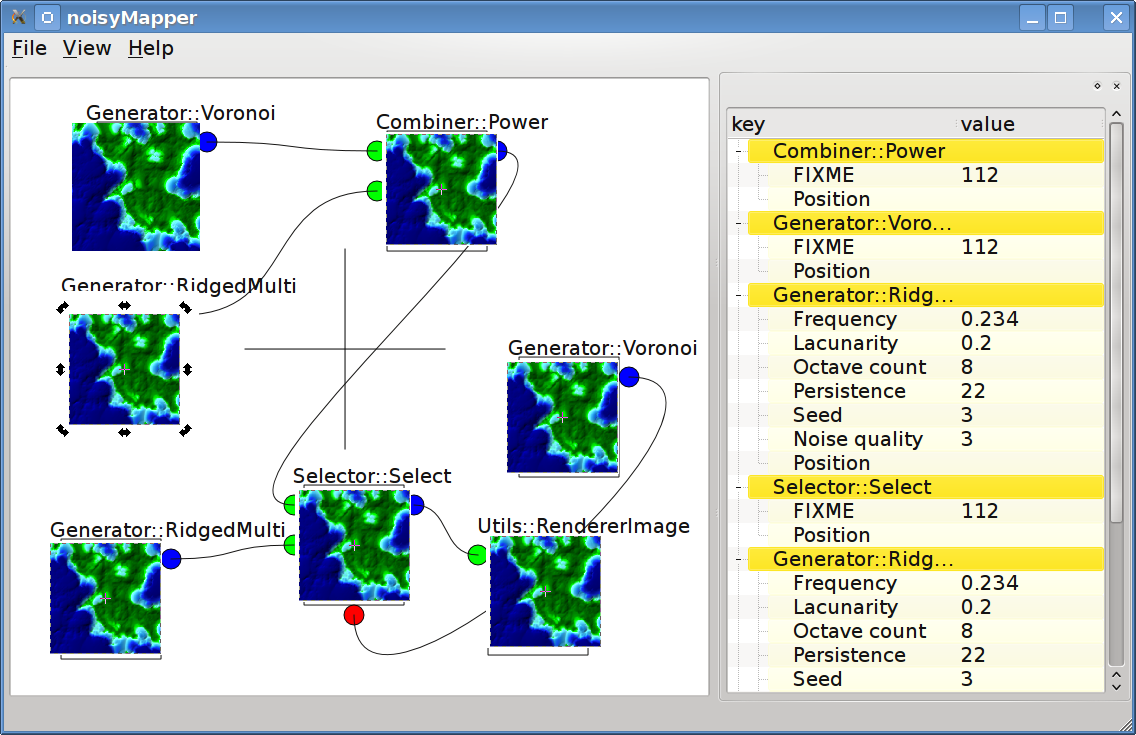 noisyMapper
File View Help
Generator::Voronoi
Combiner::Power
Generator::RidgedMulti
Generator::Voronoi
Selector::Select
Generator::RidgedMulti
Utils::RendererImage
key value
Combiner::Power
FIXME 112
Position
Generator::Voro...
FIXME 112
Position
Generator::Ridg...
Frequency 0.234
Lacunarity 0.2
Octave count 8
Persistence 22
Seed 3
Noise quality 3
Position
Selector::Select
FIXME 112
Position
Generator::Ridg...
Frequency 0.234
Lacunarity 0.2
Octave count 8
Persistence 22
Seed 3